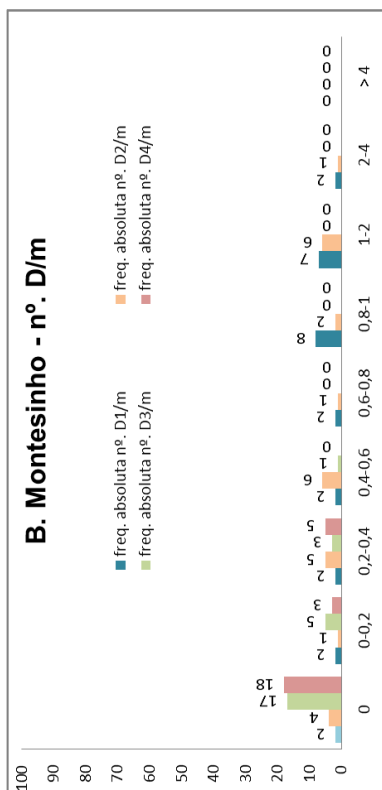 B. Montesinho - nº. D/m
freq. absoluta nº. D1/m
freq. absoluta nº. D2/m
freq. absoluta nº. D3/m
freq. absoluta nº. D4/m
100
90
80
70
60
50
40
30
20
10
0
2 4 17 18
2 1 5 3
2 5 3 5
2 6 1 0
2 1 0 0
8 2 0 0
7 6 0 0
2 1 0 0
0 0 0 0
0 0-0,2 0,2-0,4 0,4-0,6 0,6-0,8 0,8-1 1-2 2-4 > 4